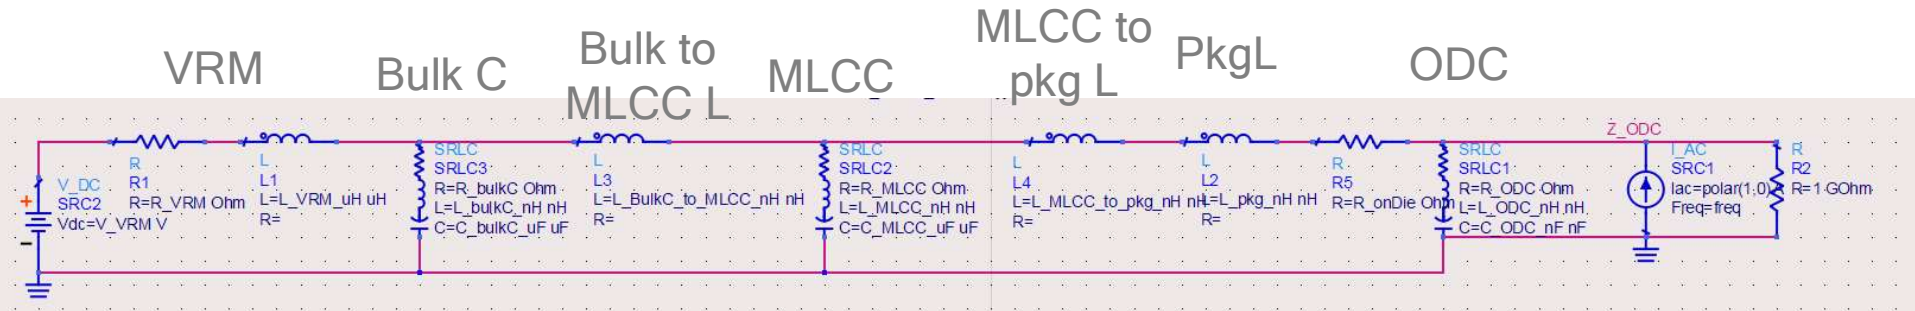 VRM
Bulk C
Bulk to
MLCC L
MLCC
MLCC to
pkg L
PkgL
ODC
V_DC
SRC2
Vdc=V_VRM V
R
R1
R=R_VRM Ohm
L
L1
L=L_VRM_uH uH
R=
SRLC
SRLC3
R=R_bulkC Ohm
L=L_bulkC_nH nH
C=C_bulkC_uF uF
L
L3
L=L_BulkC_to_MLCC_nH nH
R=
SRLC
SRLC2
R=R_MLCC Ohm
L=L_MLCC_nH nH
C=C_MLCC_uF uF
L
L4
L=L_MLCC_to_pkg_nH nH
R=
L
L2
L=L_pkg_nH nH
R=
R
R5
R=R_onDie Ohm
SRLC
SRLC1
R=R_ODC Ohm
L=L_ODC_nH nH
C=C_ODC_nF nF
Z_ODC
I_AC
SRC1
Iac=polar(1,0) A
Freq=freq
R
R2
R=1 GOhm